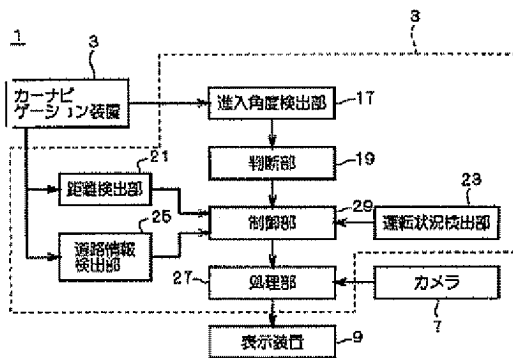 1
3
3
カーナビ
ゲーション装置
進入角度検出部
17
21
判断部
19
距離検出部
29
23
25
制御部
運転状況検出部
道路情報
検出部
27
処理部
カメラ
7
表示装置
9